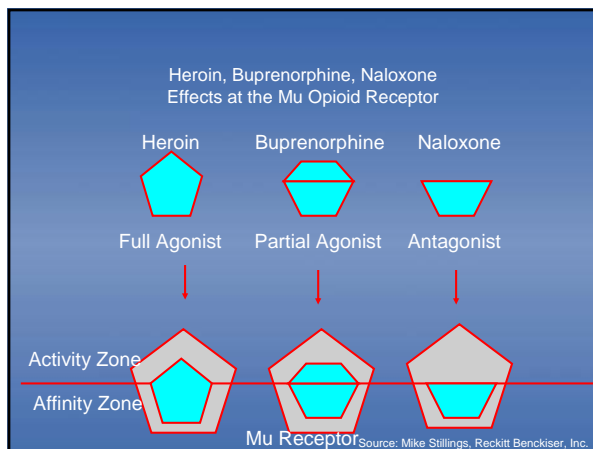 Heroin, Buprenorphine, Naloxone
Effects at the Mu Opioid Receptor
Heroin Buprenorphine Naloxone
Full Agonist Partial Agonist Antagonist
Activity Zone
Affinity Zone
Mu Receptor Source: Mike Stillings, Reckitt Benckiser, Inc.